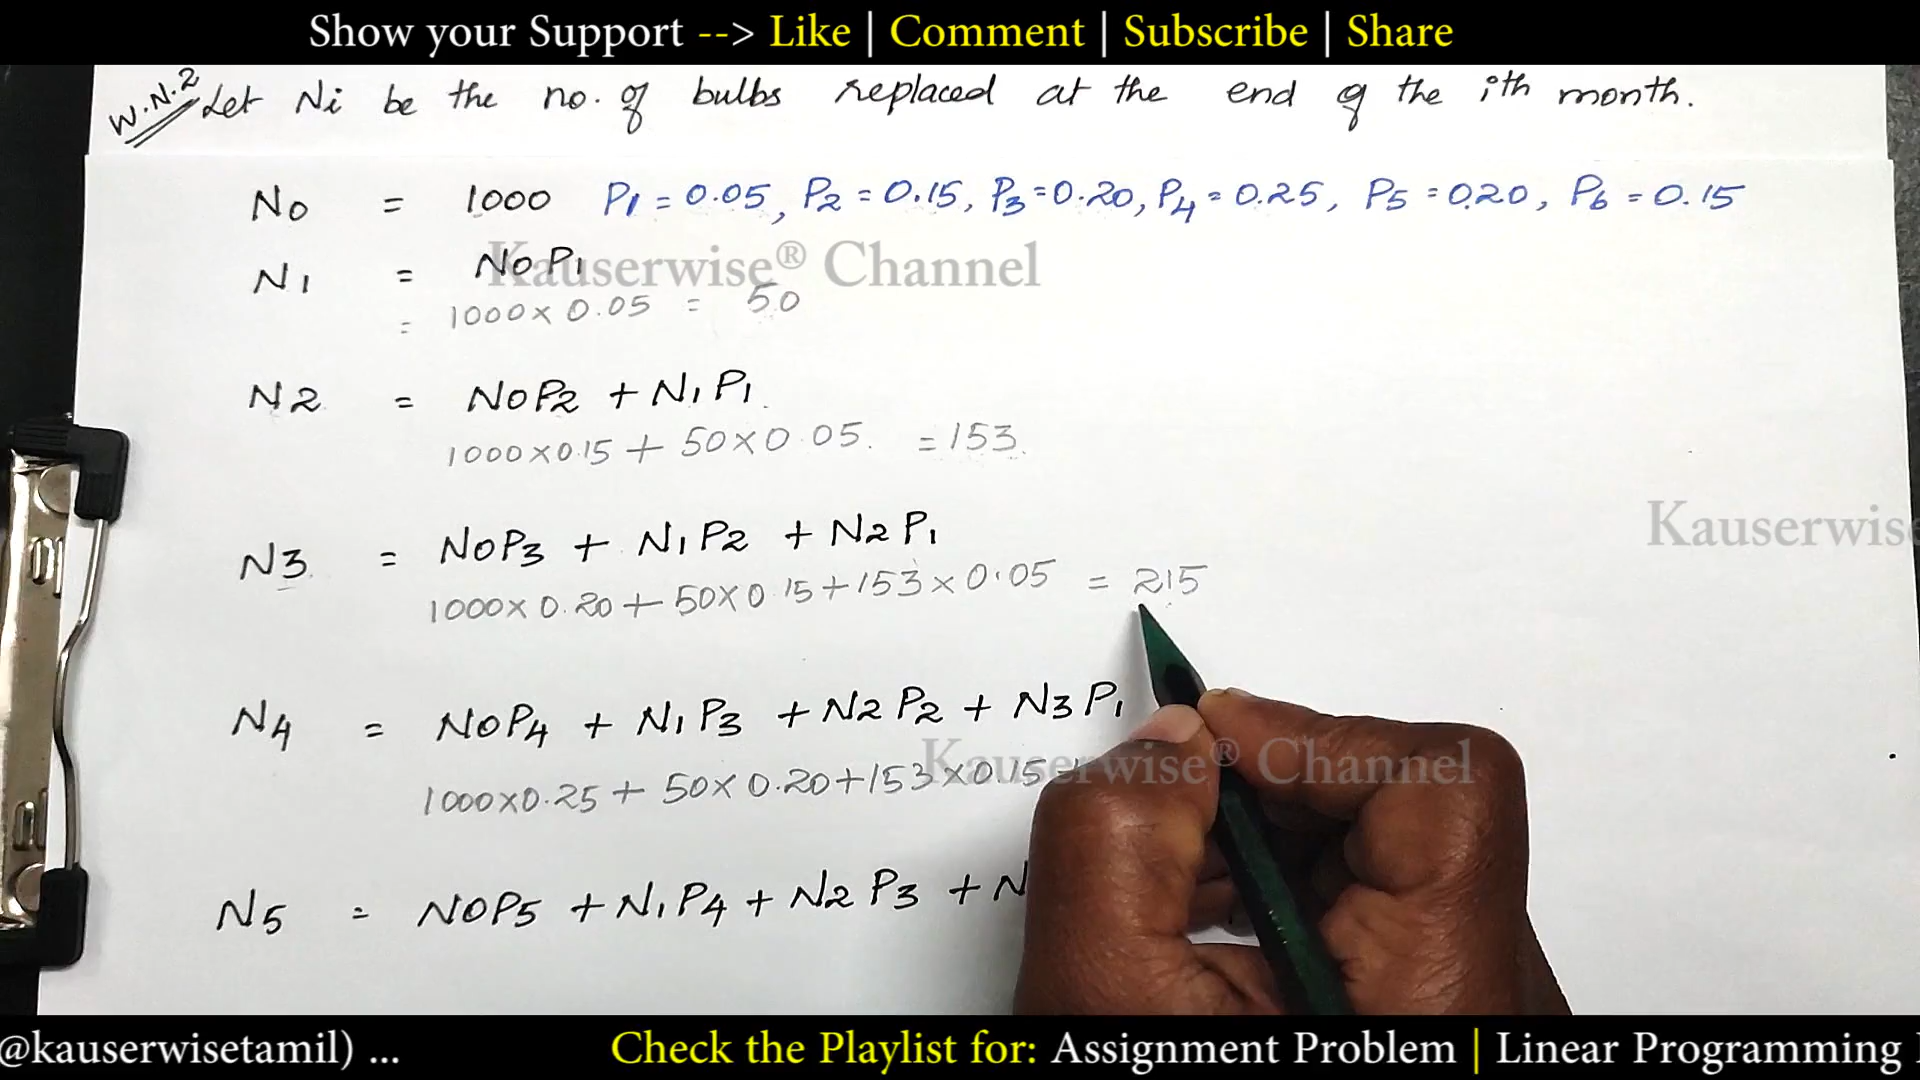 Show your Support --> Like | Comment | Subscribe | Share
W.N.2 Let Ni be the no. of bulbs replaced at the end of the ith month.
N0 = 1000 P1 = 0.05, P2 = 0.15, P3 = 0.20, P4 = 0.25, P5 = 0.20, P6 = 0.15
N1 = N0P1
Kauserwise® Channel
= 1000 × 0.05 = 50
N2 = N0P2 + N1P1
1000 × 0.15 + 50 × 0.05. = 153.
Kauserwise
N3 = N0P3 + N1P2 + N2P1
1000 × 0.20 + 50 × 0.15 + 153 × 0.05 = 215
N4 = N0P4 + N1P3 + N2P2 + N3P1
Kauserwise® Channel
1000 × 0.25 + 50 × 0.20 + 153 × 0.15 +
N5 = N0P5 + N1P4 + N2P3 + N
@kauserwisetamil) ... Check the Playlist for: Assignment Problem | Linear Programming